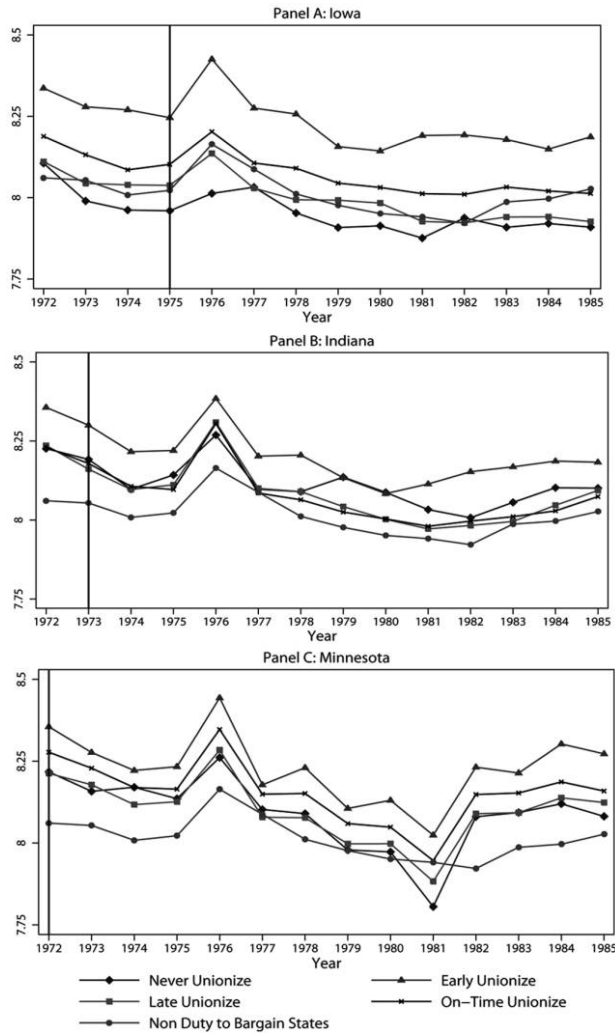 Panel A: Iowa
8.5
8.25
8
7.75
1972 1973 1974 1975 1976 1977 1978 1979 1980 1981 1982 1983 1984 1985
Year
Panel B: Indiana
8.5
8.25
8
7.75
1972 1973 1974 1975 1976 1977 1978 1979 1980 1981 1982 1983 1984 1985
Year
Panel C: Minnesota
8.5
8.25
8
7.75
1972 1973 1974 1975 1976 1977 1978 1979 1980 1981 1982 1983 1984 1985
Year
Never Unionize Early Unionize
Late Unionize On-Time Unionize
Non Duty to Bargain States